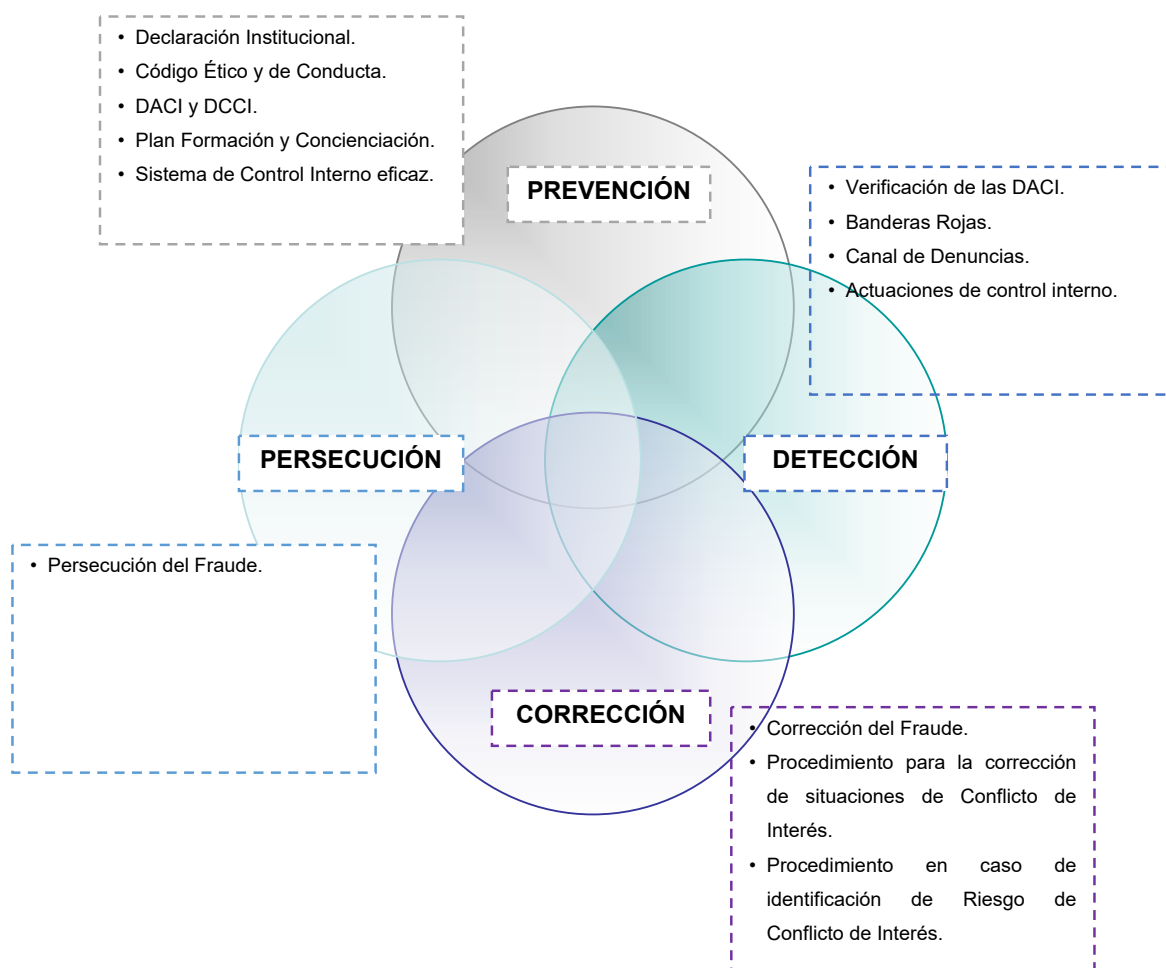 • Declaración Institucional.
• Código Ético y de Conducta.
• DACI y DCCI.
• Plan Formación y Concienciación.
• Sistema de Control Interno eficaz.
PREVENCIÓN
• Verificación de las DACI.
• Banderas Rojas.
• Canal de Denuncias.
• Actuaciones de control interno.
PERSECUCIÓN
DETECCIÓN
• Persecución del Fraude.
CORRECCIÓN
• Corrección del Fraude.
• Procedimiento para la corrección
de situaciones de Conflicto de
Interés.
• Procedimiento en caso de
identificación de Riesgo de
Conflicto de Interés.